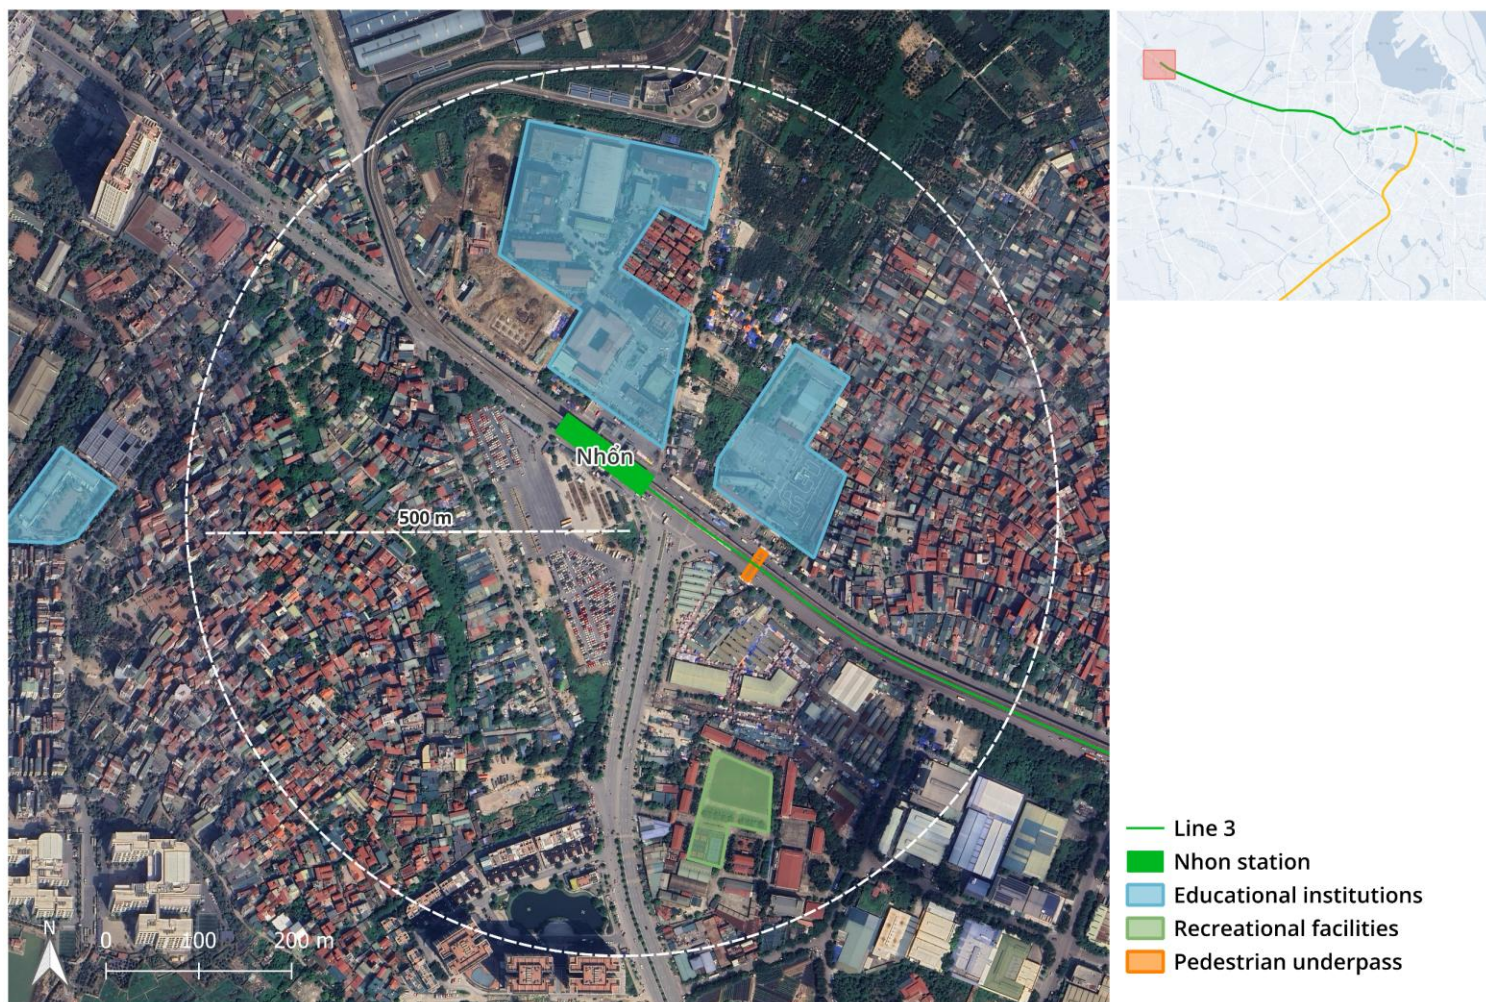 Nhổn
500 m
N
0 100 200 m
Line 3
Nhon station
Educational institutions
Recreational facilities
Pedestrian underpass